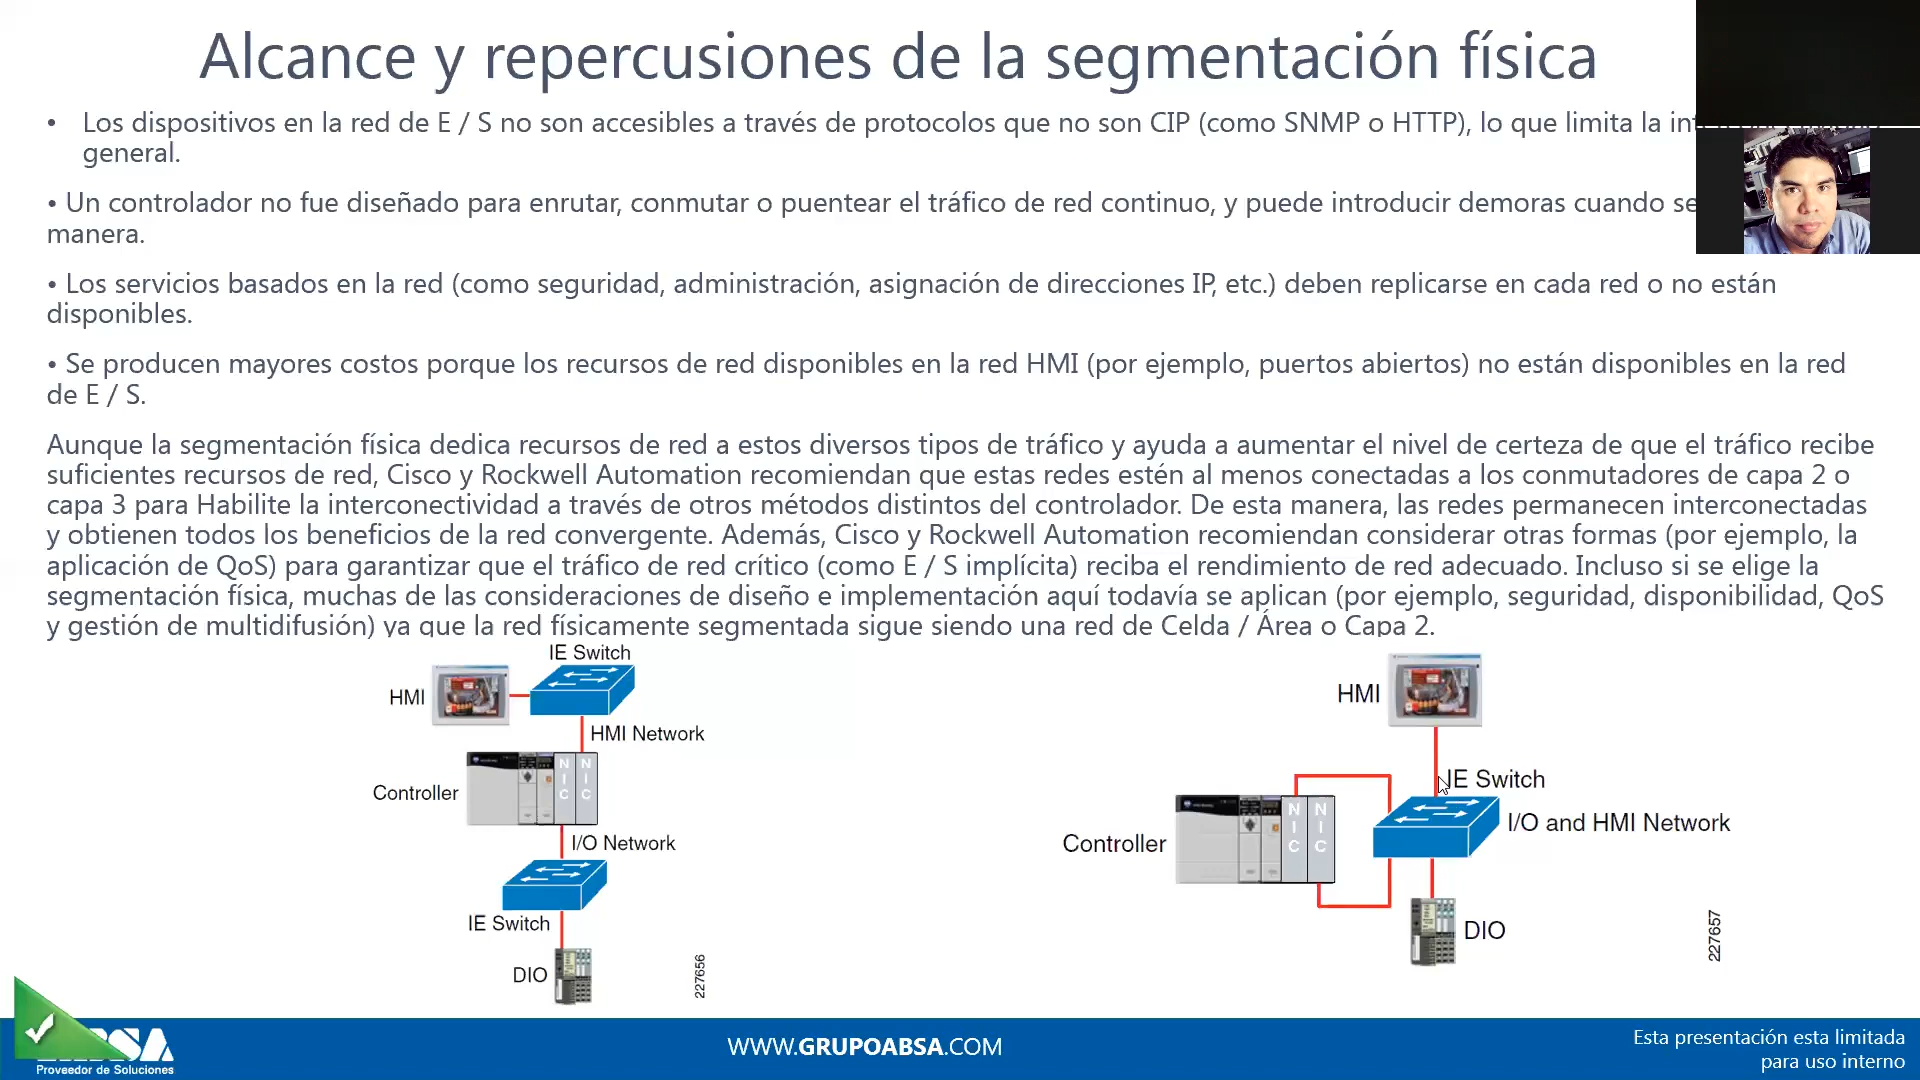 Alcance y repercusiones de la segmentación física
• Los dispositivos en la red de E / S no son accesibles a través de protocolos que no son CIP (como SNMP o HTTP), lo que limita la
general.
• Un controlador no fue diseñado para enrutar, conmutar o puentear el tráfico de red continuo, y puede introducir demoras cuando se
manera.
• Los servicios basados en la red (como seguridad, administración, asignación de direcciones IP, etc.) deben replicarse en cada red o no están
disponibles.
• Se producen mayores costos porque los recursos de red disponibles en la red HMI (por ejemplo, puertos abiertos) no están disponibles en la red
de E / S.
Aunque la segmentación física dedica recursos de red a estos diversos tipos de tráfico y ayuda a aumentar el nivel de certeza de que el tráfico recibe
suficientes recursos de red, Cisco y Rockwell Automation recomiendan que estas redes estén al menos conectadas a los conmutadores de capa 2 o
capa 3 para Habilite la interconectividad a través de otros métodos distintos del controlador. De esta manera, las redes permanecen interconectadas
y obtienen todos los beneficios de la red convergente. Además, Cisco y Rockwell Automation recomiendan considerar otras formas (por ejemplo, la
aplicación de QoS) para garantizar que el tráfico de red crítico (como E / S implícita) reciba el rendimiento de red adecuado. Incluso si se elige la
segmentación física, muchas de las consideraciones de diseño e implementación aquí todavía se aplican (por ejemplo, seguridad, disponibilidad, QoS
y gestión de multidifusión) ya que la red físicamente segmentada sigue siendo una red de Celda / Área o Capa 2.
IE Switch
HMI
HMI Network
NIC
NIC
Controller
I/O Network
IE Switch
DIO
227656
HMI
IE Switch
I/O and HMI Network
NIC
NIC
Controller
DIO
227657
Proveedor de Soluciones
WWW.GRUPOABSA.COM
Esta presentación esta limitada
para uso interno